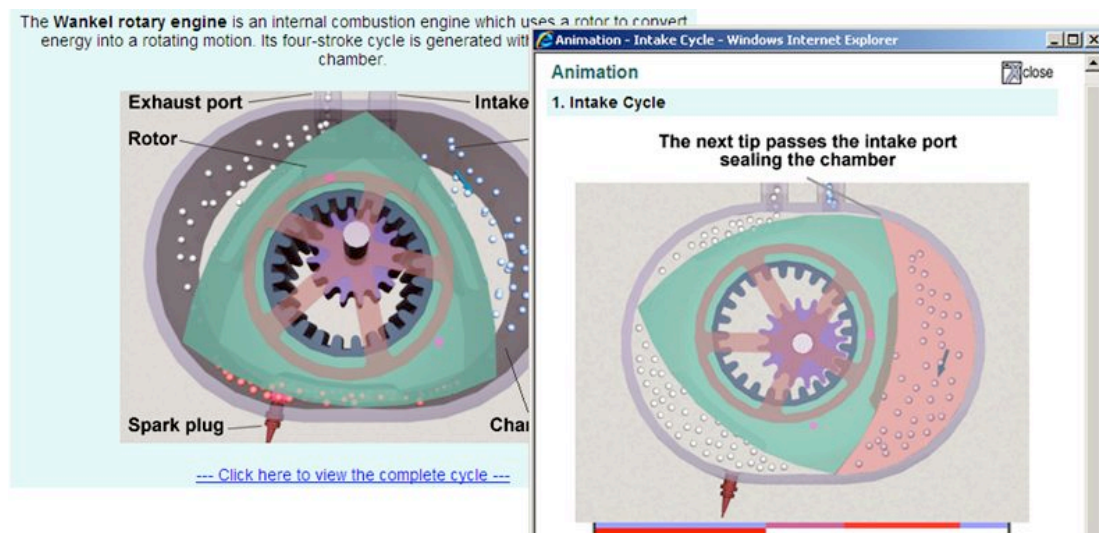 The Wankel rotary engine is an internal combustion engine which uses a rotor to convert
energy into a rotating motion. Its four-stroke cycle is generated
chamber.
Exhaust port
Intake
Rotor
Spark plug
--- Click here to view the complete cycle ---
Animation - Intake Cycle - Windows Internet Explorer
Animation
close
1. Intake Cycle
The next tip passes the intake port
sealing the chamber